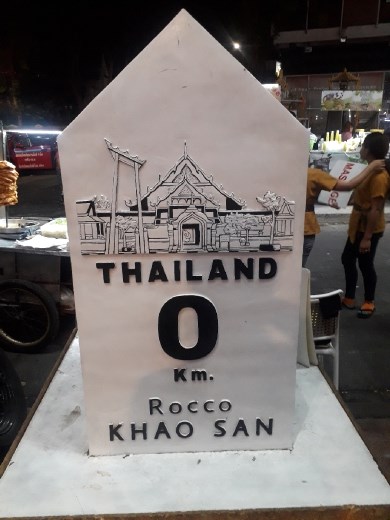 THAILAND
0
Km.
Rocco
KHAO SAN